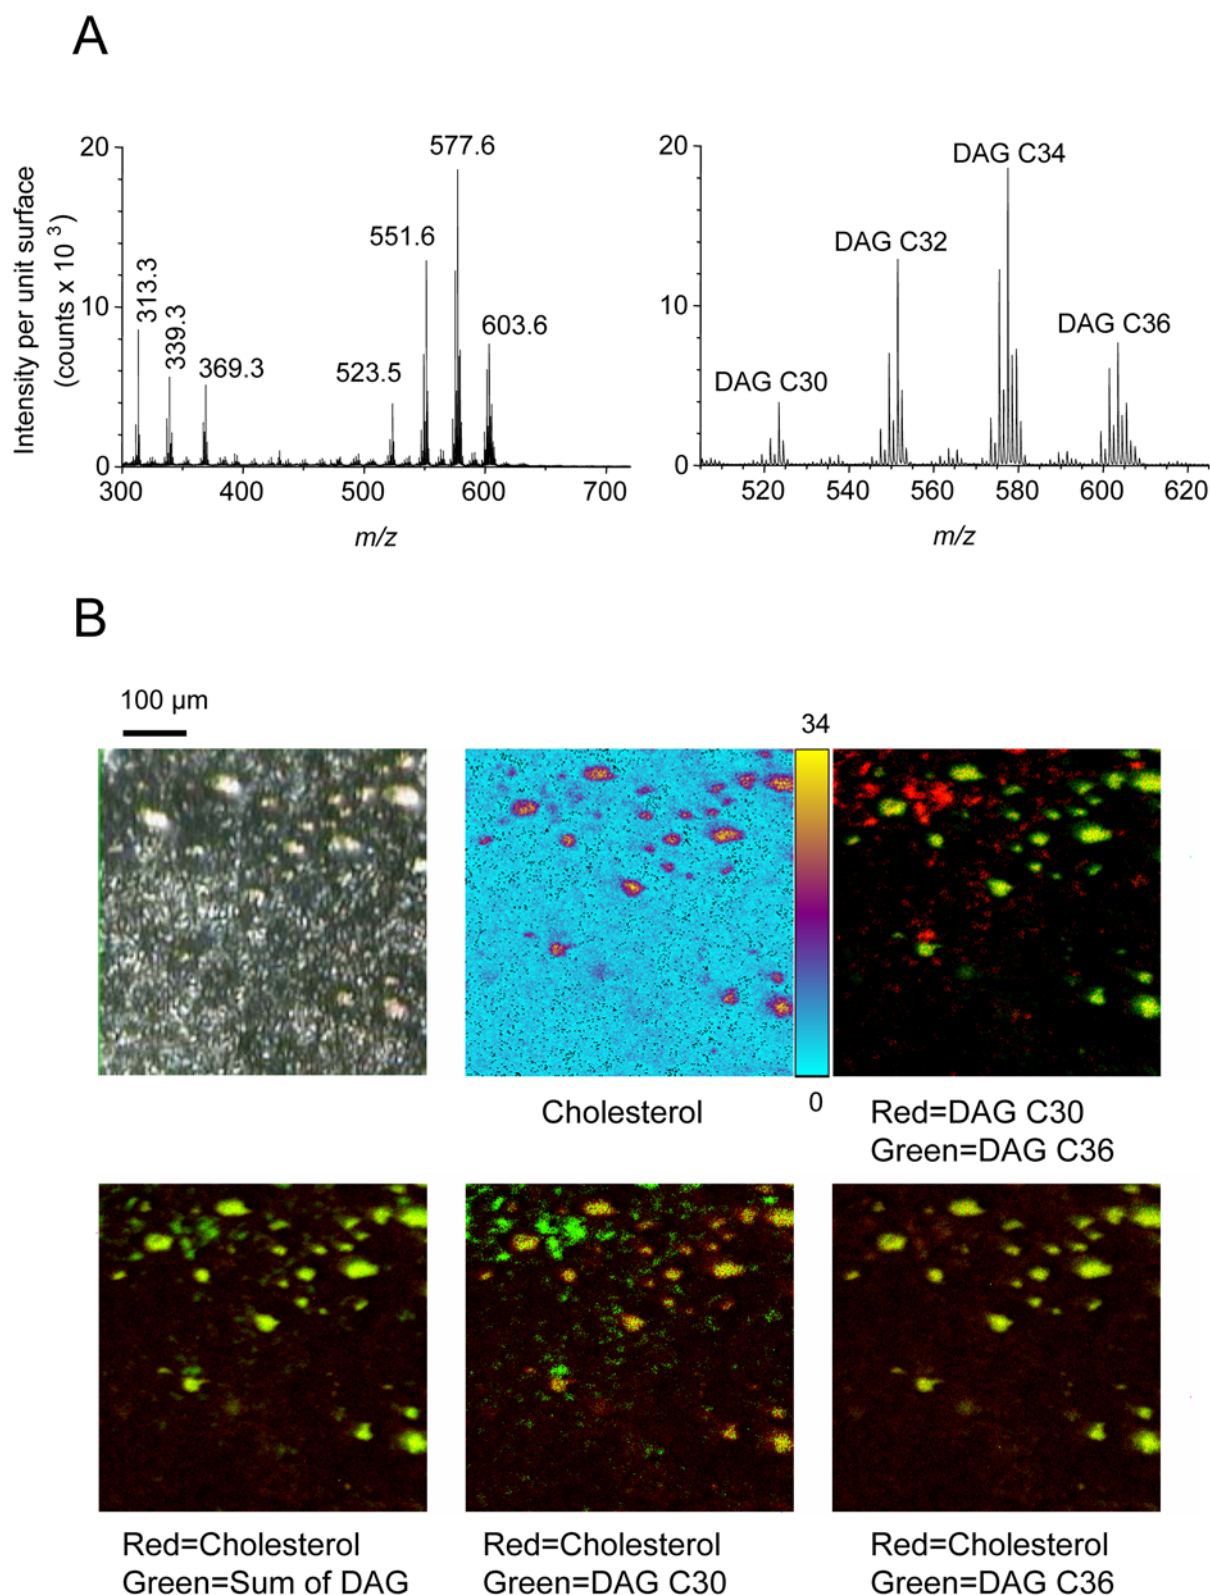 A
Intensity per unit surface
(counts x 10 3)
20
10
0
313.3
339.3
369.3
523.5
551.6
577.6
603.6
300
400
500
600
700
m/z
20
10
0
DAG C30
DAG C32
DAG C34
DAG C36
520
540
560
580
600
620
m/z
B
100 µm
34
0
Cholesterol
Red=DAG C30
Green=DAG C36
Red=Cholesterol
Green=Sum of DAG
Red=Cholesterol
Green=DAG C30
Red=Cholesterol
Green=DAG C36